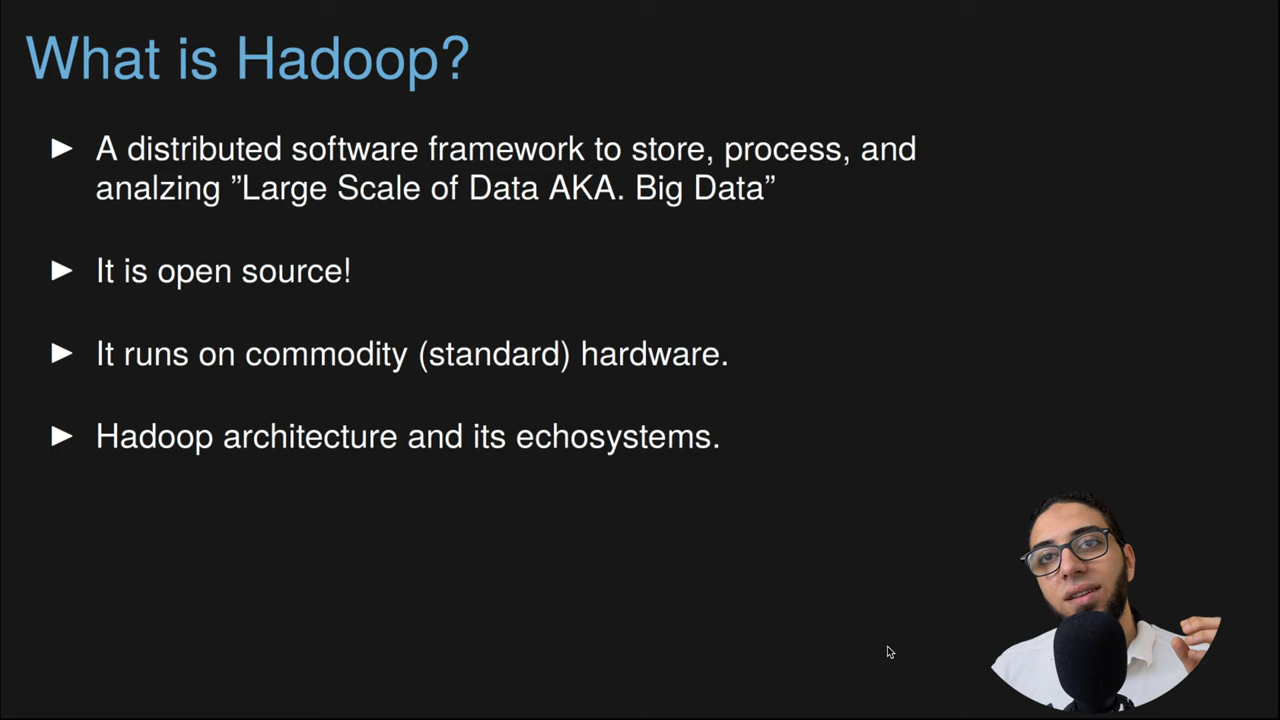 What is Hadoop?
▶ A distributed software framework to store, process, and
analzing ”Large Scale of Data AKA. Big Data”
▶ It is open source!
▶ It runs on commodity (standard) hardware.
▶ Hadoop architecture and its echosystems.